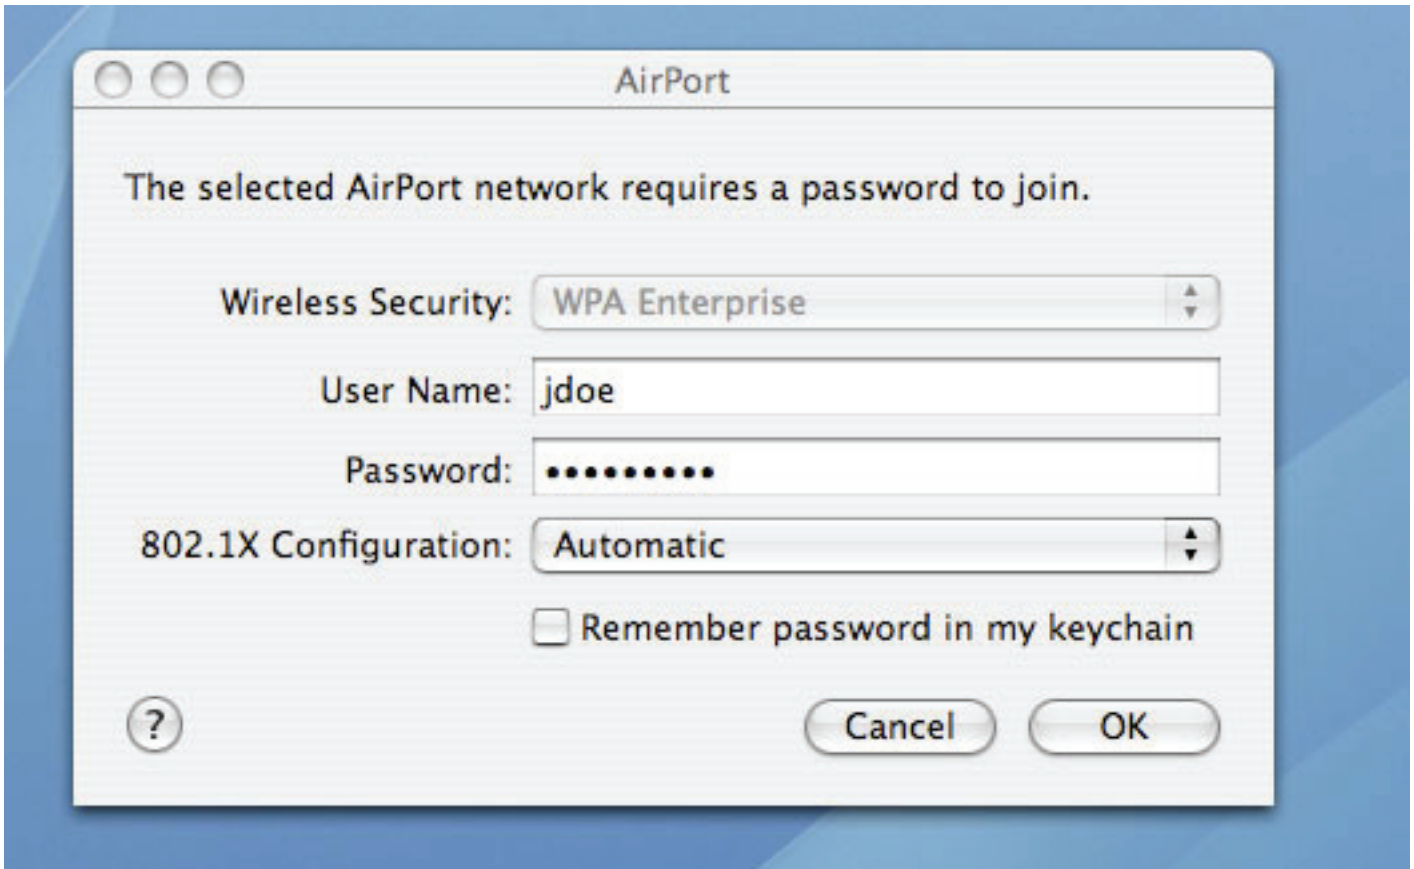 AirPort
The selected AirPort network requires a password to join.
Wireless Security: WPA Enterprise
User Name: jdoe
Password: •••••••••
802.1X Configuration: Automatic
Remember password in my keychain
? Cancel OK